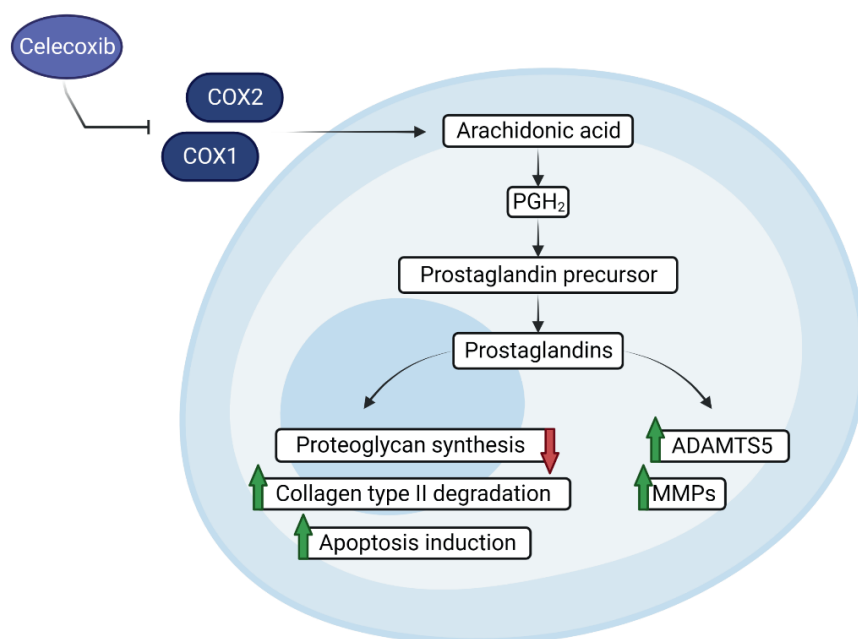 Celecoxib
COX2
COX1
Arachidonic acid
PGH₂
Prostaglandin precursor
Prostaglandins
Proteoglycan synthesis
Collagen type II degradation
Apoptosis induction
ADAMTS5
MMPs